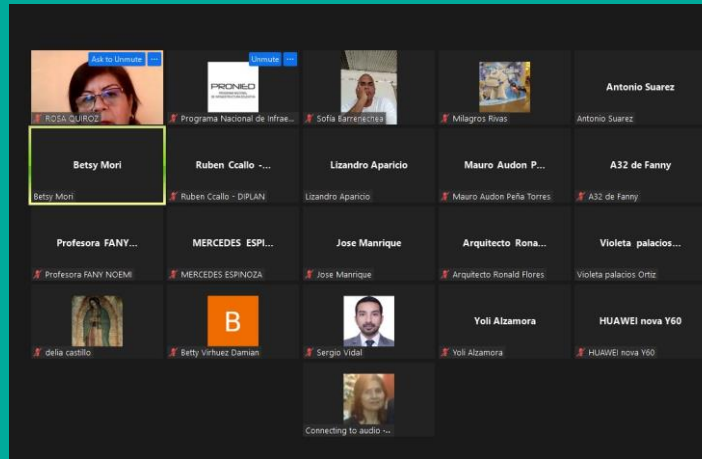 Ask to Unmute ...
ROSA QUIROZ
Unmute ...
PRONIED
Programa Nacional de Infrae...
Sofía Barrenechea
Milagros Rivas
Antonio Suarez
Antonio Suarez
Betsy Mori
Betsy Mori
Ruben Ccallo -...
Ruben Ccallo - DIPLAN
Lizandro Aparicio
Lizandro Aparicio
Mauro Audon P...
Mauro Audon Peña Torres
A32 de Fanny
A32 de Fanny
Profesora FANY...
Profesora FANY NOEMI
MERCEDES ESPI...
MERCEDES ESPINOZA
Jose Manrique
Jose Manrique
Arquitecto Rona...
Arquitecto Ronald Flores
Violeta palacios...
Violeta palacios Ortiz
delia castillo
B
Betty Virhuez Damian
Sergio Vidal
Yoli Alzamora
Yoli Alzamora
HUAWEI nova Y60
HUAWEI nova Y60
Connecting to audio -...